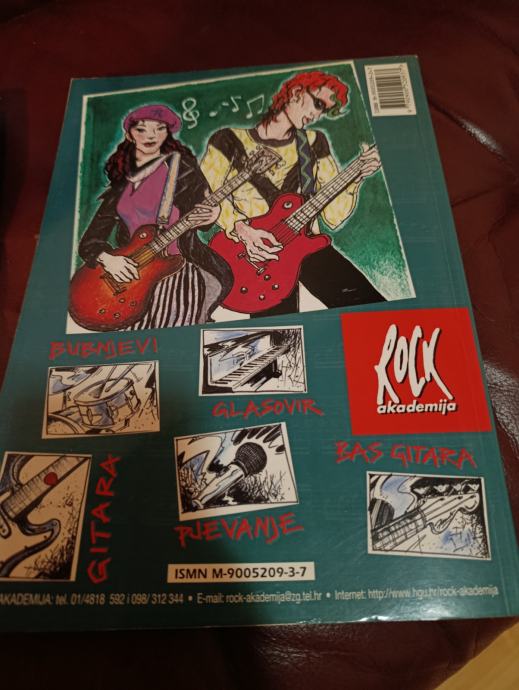 BUBNJEVI
GLASOVIR
ROCK
akademija
GITARA
PJEVANJE
BAS GITARA
ISMN M-9005209-3-7
AKADEMIJA: tel. 01/4818 592 i 098/ 312 344 • E-mail: rock-akademija@zg.tel.hr • Internet: http://www.hgu.hr/rock-akademija